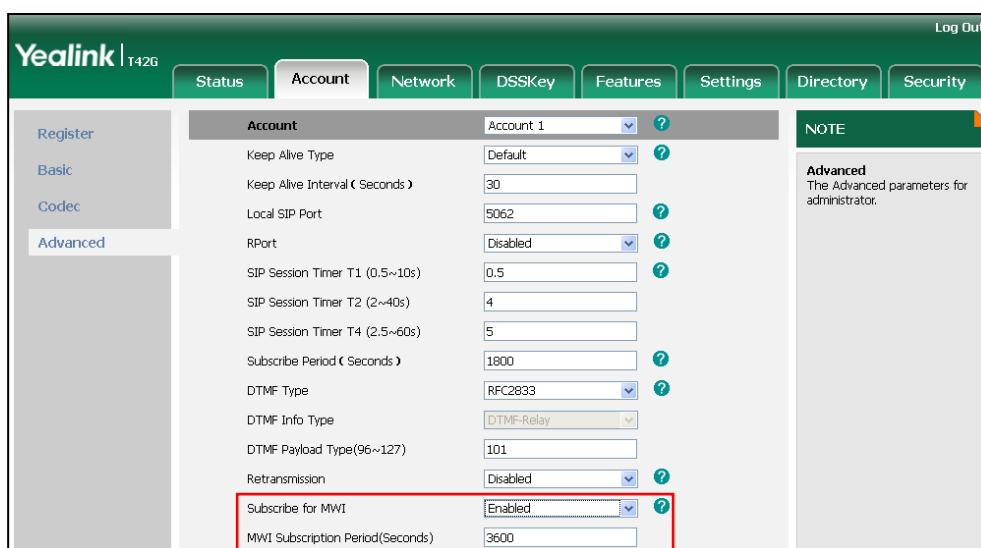 Log Out
Yealink T42G
Status Account Network DSSKey Features Settings Directory Security
Register
Basic
Codec
Advanced
Account Account 1 ?
Keep Alive Type Default ?
Keep Alive Interval ( Seconds ) 30
Local SIP Port 5062 ?
RPort Disabled ?
SIP Session Timer T1 (0.5~10s) 0.5 ?
SIP Session Timer T2 (2~40s) 4
SIP Session Timer T4 (2.5~60s) 5
Subscribe Period ( Seconds ) 1800 ?
DTMF Type RFC2833 ?
DTMF Info Type DTMF-Relay
DTMF Payload Type(96~127) 101
Retransmission Disabled ?
Subscribe for MWI Enabled ?
MWI Subscription Period(Seconds) 3600
NOTE
Advanced
The Advanced parameters for
administrator.